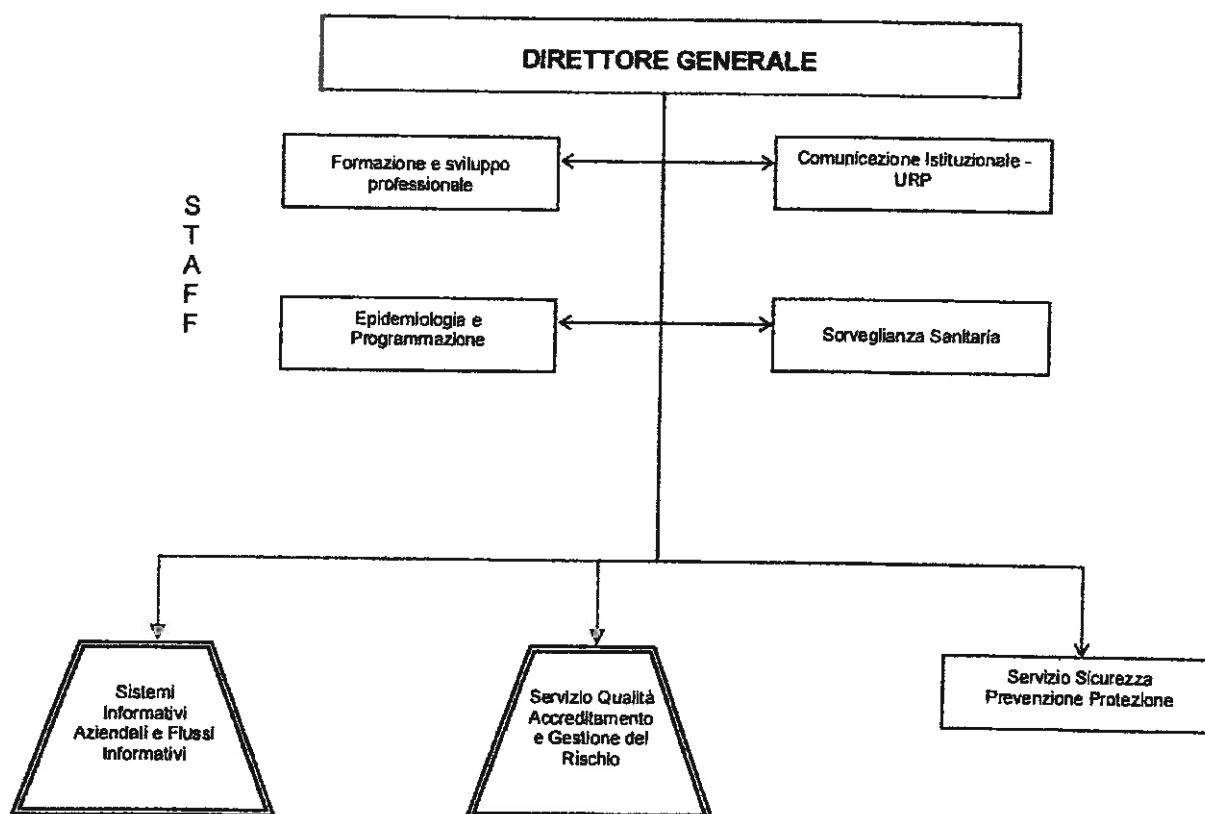 DIRETTORE GENERALE
Formazione e sviluppo
professionale
Comunicazione Istituzionale -
URP
S
T
A
F
F
Epidemiologia e
Programmazione
Sorveglianza Sanitaria
Sistemi
Informativi
Aziendali e Flussi
Informativi
Servizio Qualità
Accreditamento
e Gestione del
Rischio
Servizio Sicurezza
Prevenzione Protezione